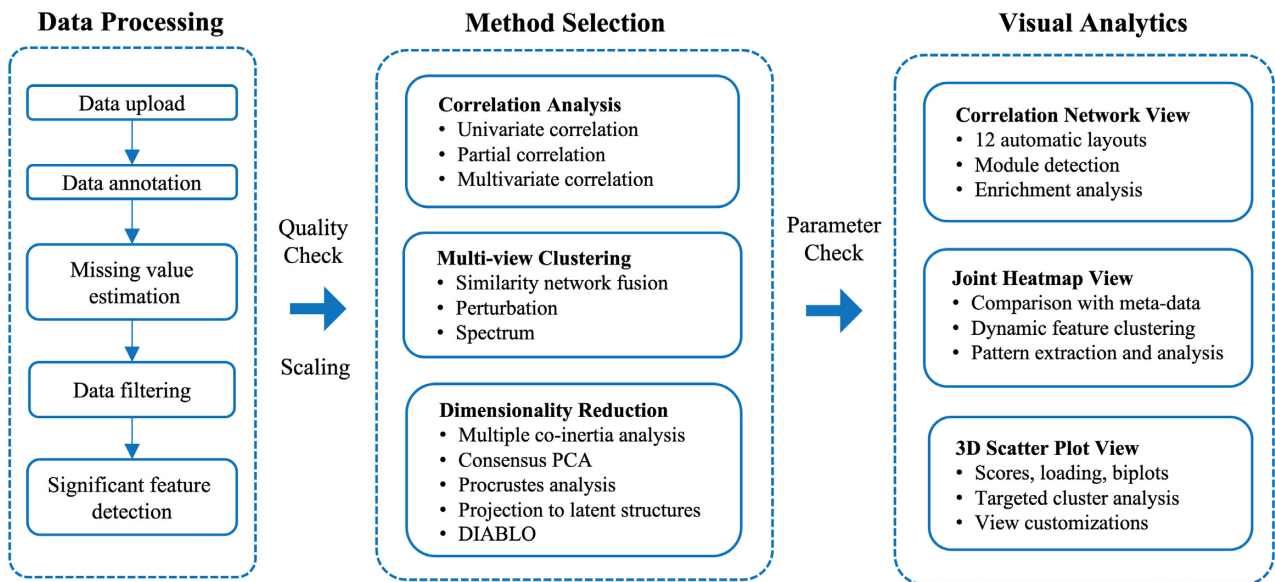 Data Processing
Data upload
Data annotation
Missing value
estimation
Data filtering
Significant feature
detection
Quality
Check
Scaling
Method Selection
Correlation Analysis
• Univariate correlation
• Partial correlation
• Multivariate correlation
Multi-view Clustering
• Similarity network fusion
• Perturbation
• Spectrum
Dimensionality Reduction
• Multiple co-inertia analysis
• Consensus PCA
• Procrustes analysis
• Projection to latent structures
• DIABLO
Parameter
Check
Visual Analytics
Correlation Network View
• 12 automatic layouts
• Module detection
• Enrichment analysis
Joint Heatmap View
• Comparison with meta-data
• Dynamic feature clustering
• Pattern extraction and analysis
3D Scatter Plot View
• Scores, loading, biplots
• Targeted cluster analysis
• View customizations